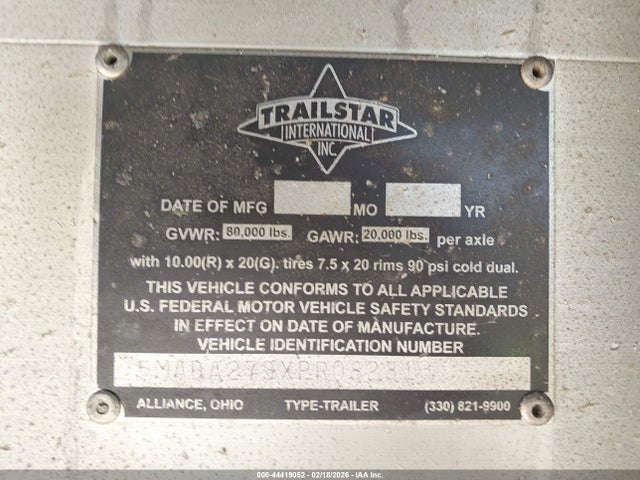 TRAILSTAR
INTERNATIONAL
INC.
DATE OF MFG MO YR
GVWR: 80,000 lbs. GAWR: 20,000 lbs. per axle
with 10.00(R) x 20(G). tires 7.5 x 20 rims 90 psi cold dual.
THIS VEHICLE CONFORMS TO ALL APPLICABLE
U.S. FEDERAL MOTOR VEHICLE SAFETY STANDARDS
IN EFFECT ON DATE OF MANUFACTURE.
VEHICLE IDENTIFICATION NUMBER
ALLIANCE, OHIO TYPE-TRAILER (330) 821-9900
000-44419052 - 02/18/2026 - IAA Inc.